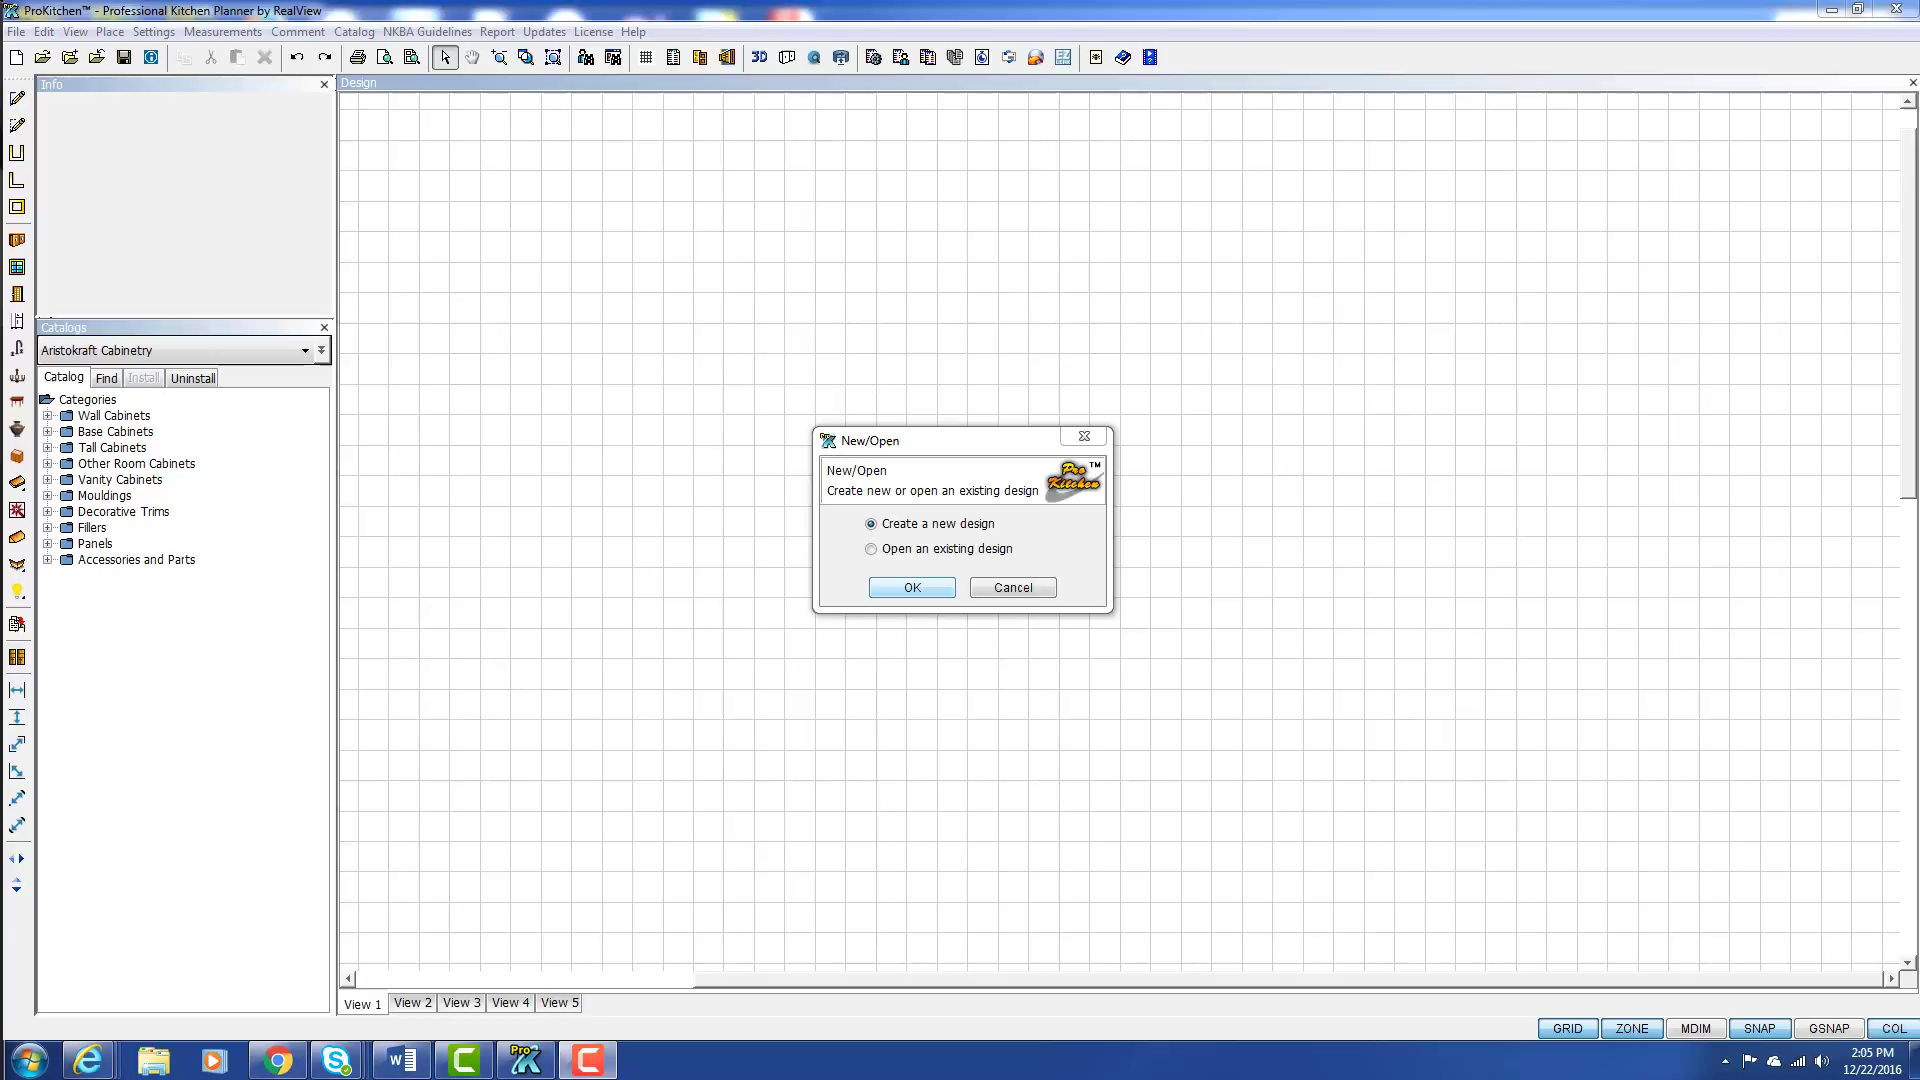 ProKitchen™ - Professional Kitchen Planner by RealView
File Edit View Place Settings Measurements Comment Catalog NKBA Guidelines Report Updates License Help
3D
Info
Design
Catalogs
Aristokraft Cabinetry
Catalog Find Install Uninstall
Categories
Wall Cabinets
Base Cabinets
Tall Cabinets
Other Room Cabinets
Vanity Cabinets
Mouldings
Decorative Trims
Fillers
Panels
Accessories and Parts
New/Open
New/Open
Create new or open an existing design
Pro Kitchen ™
Create a new design
Open an existing design
OK Cancel
View 1 View 2 View 3 View 4 View 5
GRID ZONE MDIM SNAP GSNAP COL
2:05 PM
12/22/2016